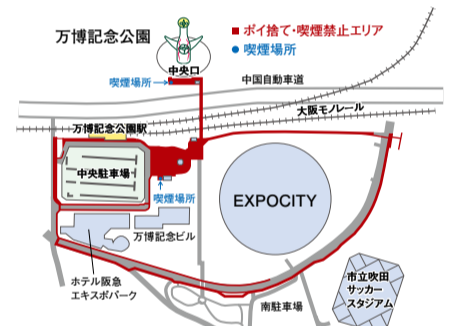 万博記念公園
■ ポイ捨て・喫煙禁止エリア
● 喫煙場所
中央口
喫煙場所
中国自動車道
大阪モノレール
万博記念公園駅
中央駐車場
喫煙場所
EXPOCITY
万博記念ビル
ホテル阪急
エキスポパーク
市立吹田
サッカー
スタジアム
南駐車場